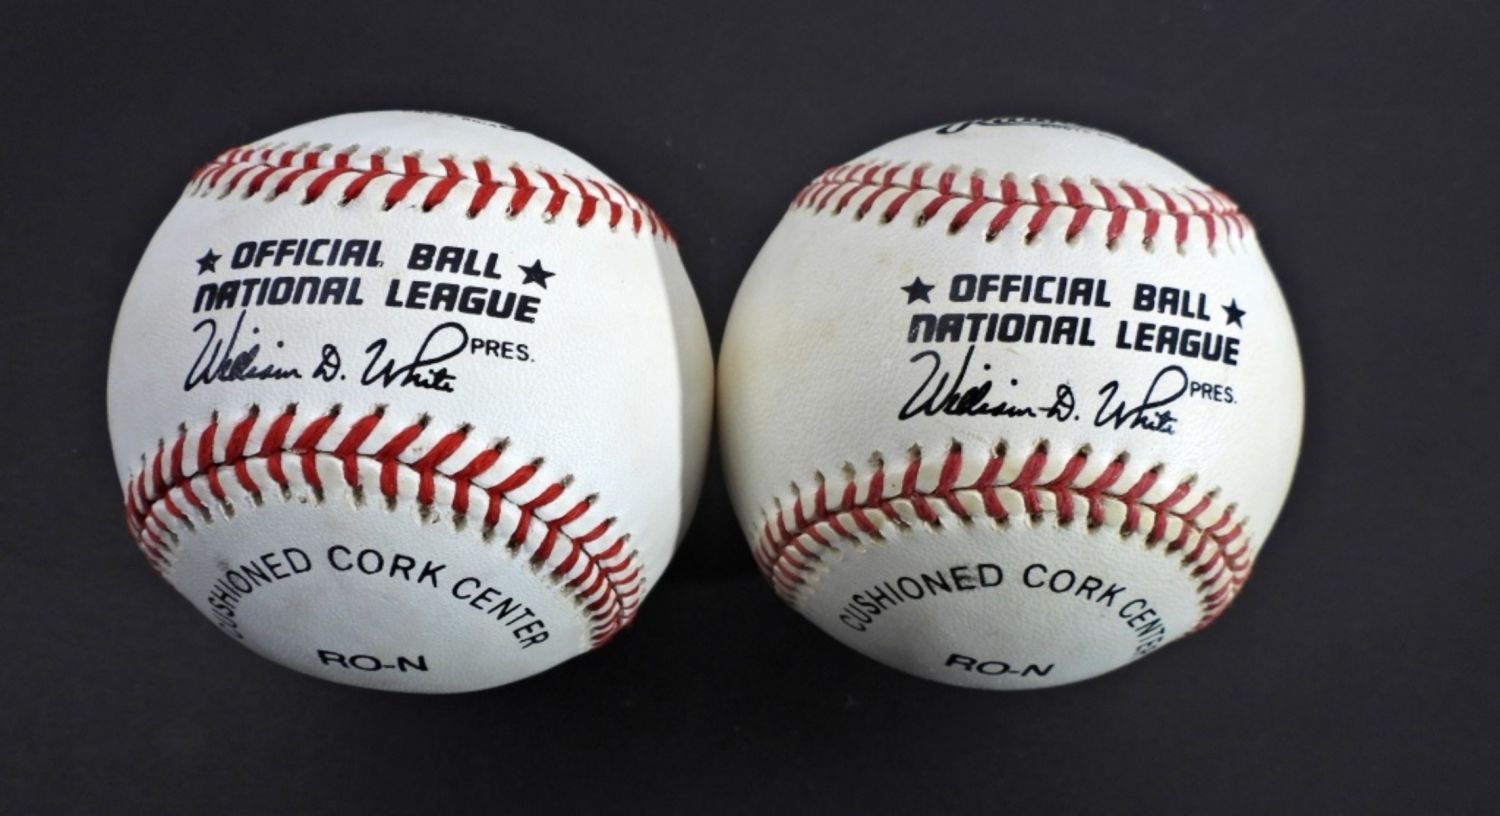 ★ OFFICIAL BALL ★
NATIONAL LEAGUE
William D. White PRES.
CUSHIONED CORK CENTER
RO-N
★ OFFICIAL BALL ★
NATIONAL LEAGUE
William D. White PRES.
CUSHIONED CORK CENTER
RO-N